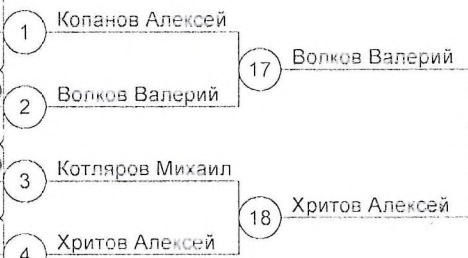 1 Копанов Алексей
17 Волков Валерий
2 Волков Валерий
3 Котляров Михаил
18 Хритов Алексей
4 Хритов Алексей